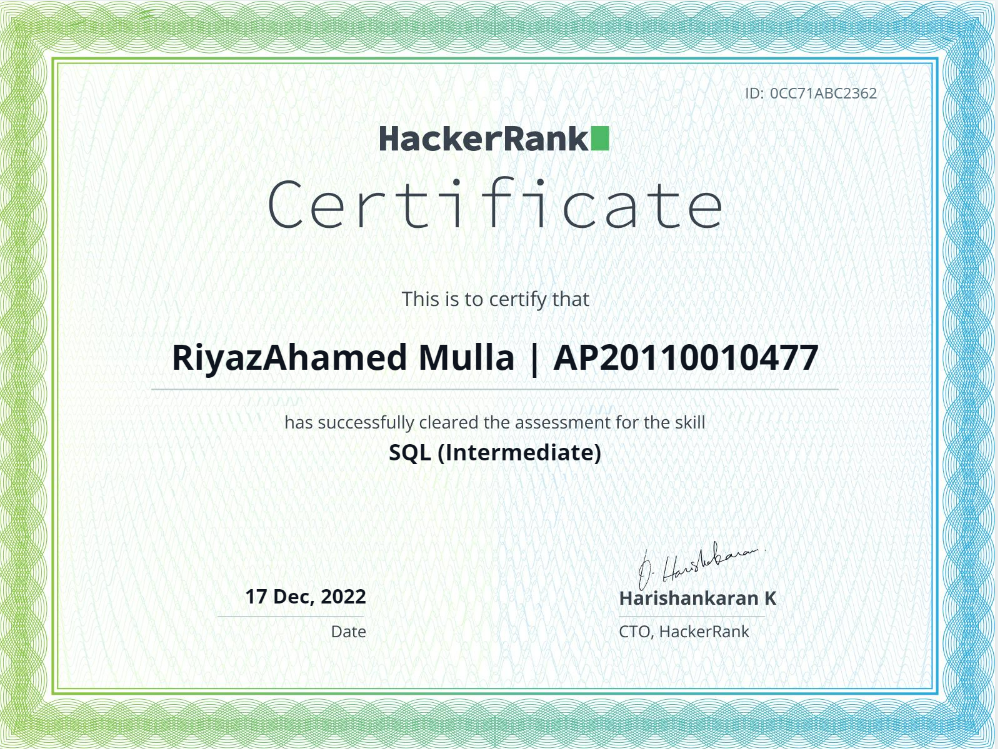 ID: 0CC71ABC2362
HackerRank
Certificate
This is to certify that
RiyazAhamed Mulla | AP20110010477
has successfully cleared the assessment for the skill
SQL (Intermediate)
17 Dec, 2022
Date
Harishankaran K
CTO, HackerRank